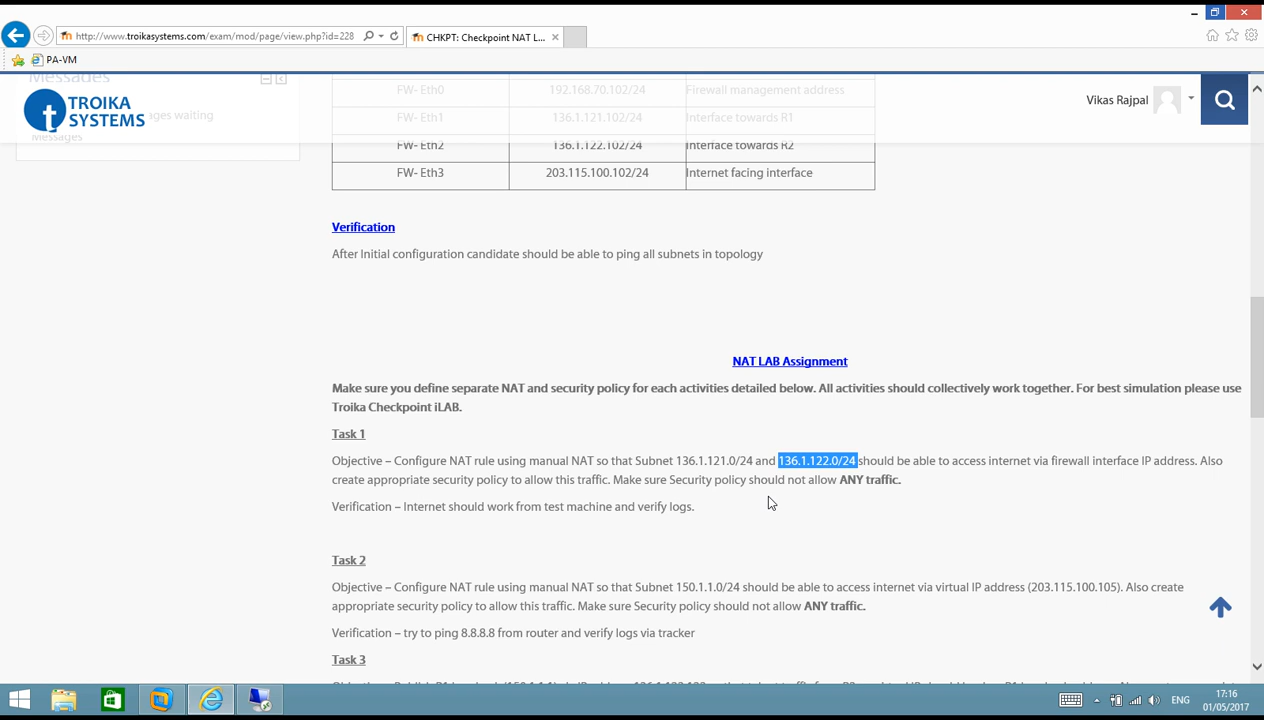 http://www.troikasystems.com/exam/mod/page/view.php?id=228
CHKPT: Checkpoint NAT L...
PA-VM
Messages
TROIKA
SYSTEMS
ages waiting
Messages
Vikas Rajpal
FW- Eth0 192.168.70.102/24 Firewall management address
FW- Eth1 136.1.121.102/24 Interface towards R1
FW- Eth2 136.1.122.102/24 Interface towards R2
FW- Eth3 203.115.100.102/24 Internet facing interface
Verification
After Initial configuration candidate should be able to ping all subnets in topology
NAT LAB Assignment
Make sure you define separate NAT and security policy for each activities detailed below. All activities should collectively work together. For best simulation please use
Troika Checkpoint iLAB.
Task 1
Objective – Configure NAT rule using manual NAT so that Subnet 136.1.121.0/24 and 136.1.122.0/24 should be able to access internet via firewall interface IP address. Also
create appropriate security policy to allow this traffic. Make sure Security policy should not allow ANY traffic.
Verification – Internet should work from test machine and verify logs.
Task 2
Objective – Configure NAT rule using manual NAT so that Subnet 150.1.1.0/24 should be able to access internet via virtual IP address (203.115.100.105). Also create
appropriate security policy to allow this traffic. Make sure Security policy should not allow ANY traffic.
Verification – try to ping 8.8.8.8 from router and verify logs via tracker
Task 3
ENG
17:16
01/05/2017